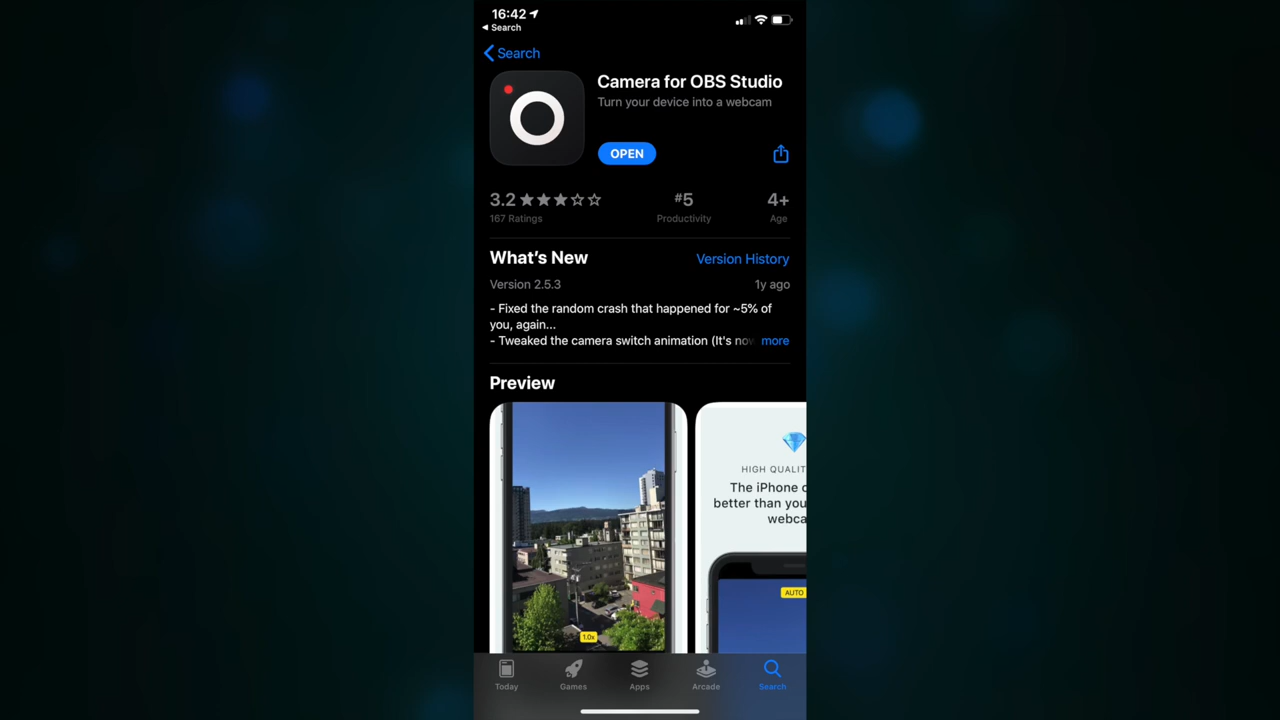 16:42
Search
Search
Camera for OBS Studio
Turn your device into a webcam
OPEN
3.2
167 Ratings
#5
Productivity
4+
Age
What's New
Version History
Version 2.5.3
1y ago
- Fixed the random crash that happened for ~5% of
you, again...
- Tweaked the camera switch animation (It's now
more
Preview
1.0x
HIGH QUALIT
The iPhone
better than you
webca
AUTO
Today
Games
Apps
Arcade
Search